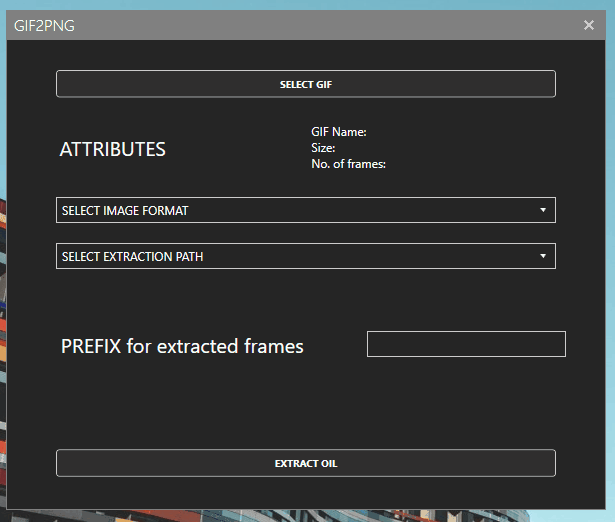 GIF2PNG
SELECT GIF
ATTRIBUTES
GIF Name:
Size:
No. of frames:
SELECT IMAGE FORMAT
SELECT EXTRACTION PATH
PREFIX for extracted frames
EXTRACT OIL